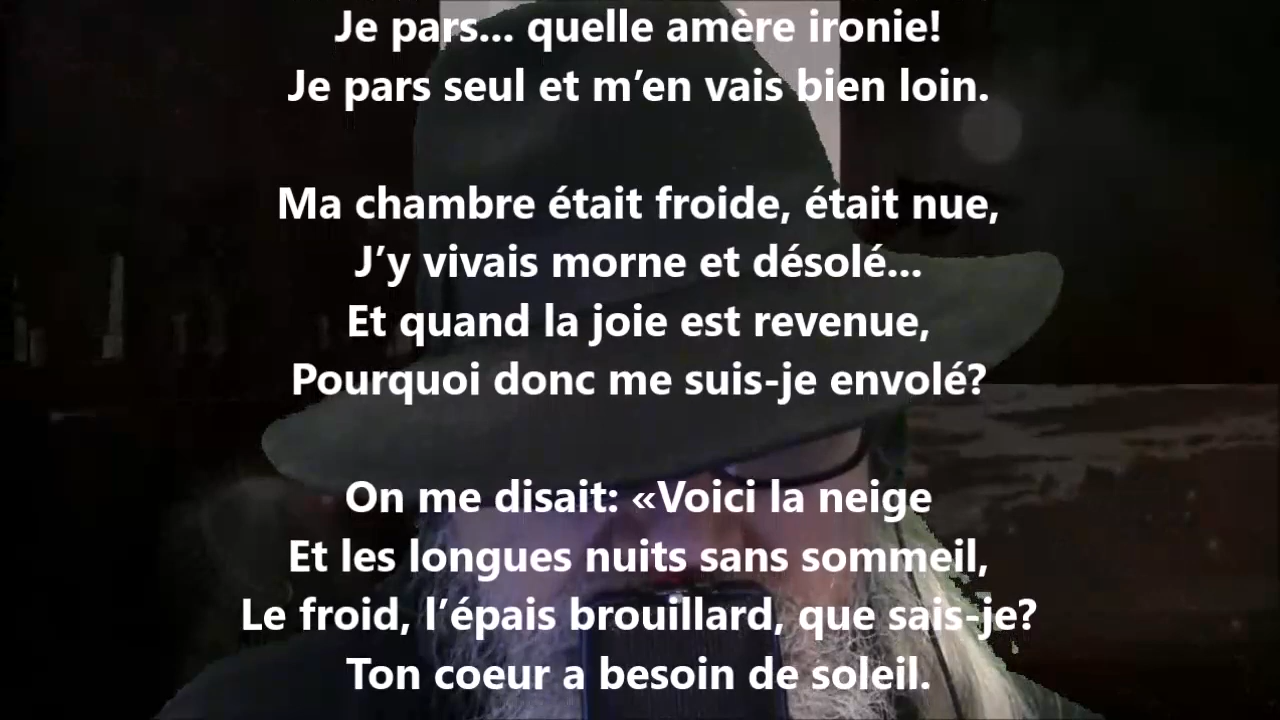 Je pars... quelle amère ironie!
Je pars seul et m’en vais bien loin.
Ma chambre était froide, était nue,
J’y vivais morne et désolé...
Et quand la joie est revenue,
Pourquoi donc me suis-je envolé?
On me disait: «Voici la neige
Et les longues nuits sans sommeil,
Le froid, l’épais brouillard, que sais-je?
Ton coeur a besoin de soleil.